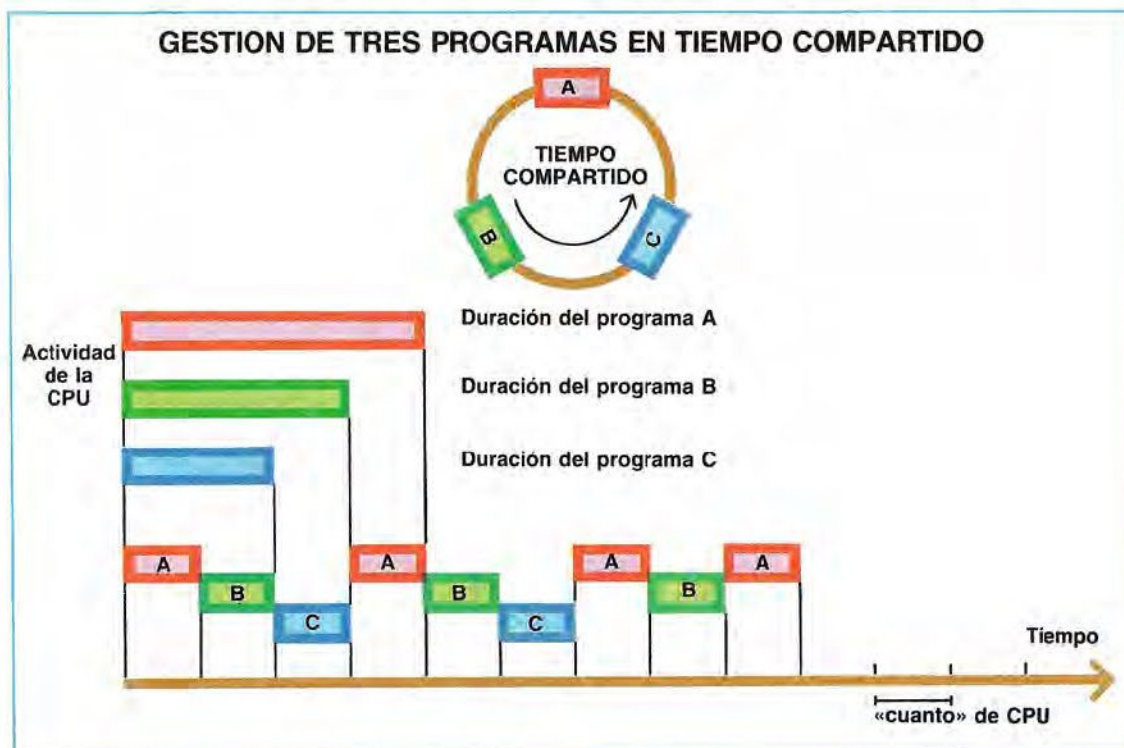 GESTION DE TRES PROGRAMAS EN TIEMPO COMPARTIDO
A
TIEMPO
COMPARTIDO
B
C
Duración del programa A
Actividad
de la
CPU
Duración del programa B
Duración del programa C
A
A
A
A
B
B
B
C
C
Tiempo
«cuanto» de CPU